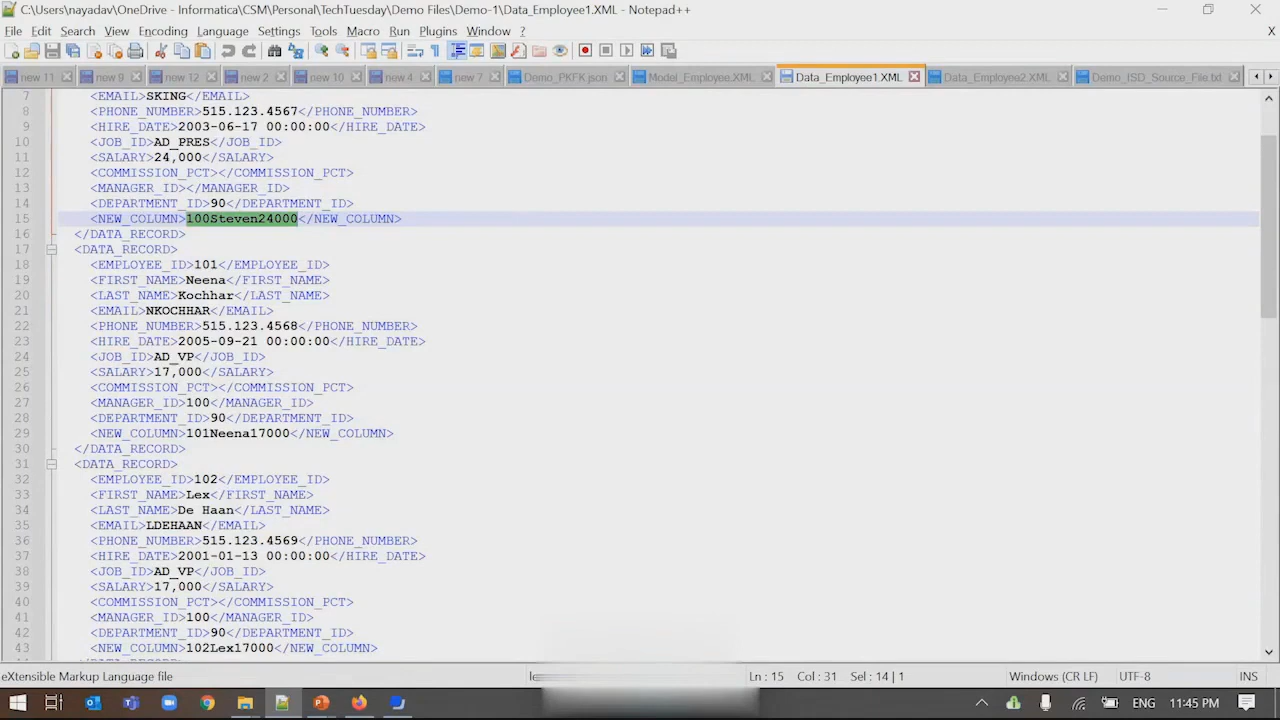 C:\Users\nayadav\OneDrive - Informatica\CSM\Personal\TechTuesday\Demo Files\Demo-1\Data_Employee1.XML - Notepad++
File Edit Search View Encoding Language Settings Tools Macro Run Plugins Window ? X
new 11 new 9 new 12 new 2 new 10 new 4 new 7 Demo_PKFK.json Model_Employee.XML Data_Employee1.XML Data_Employee2.XML Demo_ISD_Source_File.txt
7 <EMAIL>SKING</EMAIL>
8 <PHONE_NUMBER>515.123.4567</PHONE_NUMBER>
9 <HIRE_DATE>2003-06-17 00:00:00</HIRE_DATE>
10 <JOB_ID>AD_PRES</JOB_ID>
11 <SALARY>24,000</SALARY>
12 <COMMISSION_PCT></COMMISSION_PCT>
13 <MANAGER_ID></MANAGER_ID>
14 <DEPARTMENT_ID>90</DEPARTMENT_ID>
15 <NEW_COLUMN>100Steven24000</NEW_COLUMN>
16 </DATA_RECORD>
17 <DATA_RECORD>
18 <EMPLOYEE_ID>101</EMPLOYEE_ID>
19 <FIRST_NAME>Neena</FIRST_NAME>
20 <LAST_NAME>Kochhar</LAST_NAME>
21 <EMAIL>NKOCHHAR</EMAIL>
22 <PHONE_NUMBER>515.123.4568</PHONE_NUMBER>
23 <HIRE_DATE>2005-09-21 00:00:00</HIRE_DATE>
24 <JOB_ID>AD_VP</JOB_ID>
25 <SALARY>17,000</SALARY>
26 <COMMISSION_PCT></COMMISSION_PCT>
27 <MANAGER_ID>100</MANAGER_ID>
28 <DEPARTMENT_ID>90</DEPARTMENT_ID>
29 <NEW_COLUMN>101Neena17000</NEW_COLUMN>
30 </DATA_RECORD>
31 <DATA_RECORD>
32 <EMPLOYEE_ID>102</EMPLOYEE_ID>
33 <FIRST_NAME>Lex</FIRST_NAME>
34 <LAST_NAME>De Haan</LAST_NAME>
35 <EMAIL>LDEHAAN</EMAIL>
36 <PHONE_NUMBER>515.123.4569</PHONE_NUMBER>
37 <HIRE_DATE>2001-01-13 00:00:00</HIRE_DATE>
38 <JOB_ID>AD_VP</JOB_ID>
39 <SALARY>17,000</SALARY>
40 <COMMISSION_PCT></COMMISSION_PCT>
41 <MANAGER_ID>100</MANAGER_ID>
42 <DEPARTMENT_ID>90</DEPARTMENT_ID>
43 <NEW_COLUMN>102Lex17000</NEW_COLUMN>
eXtensible Markup Language file Ln : 15 Col : 31 Sel : 14 | 1 Windows (CR LF) UTF-8 INS
ENG 11:45 PM